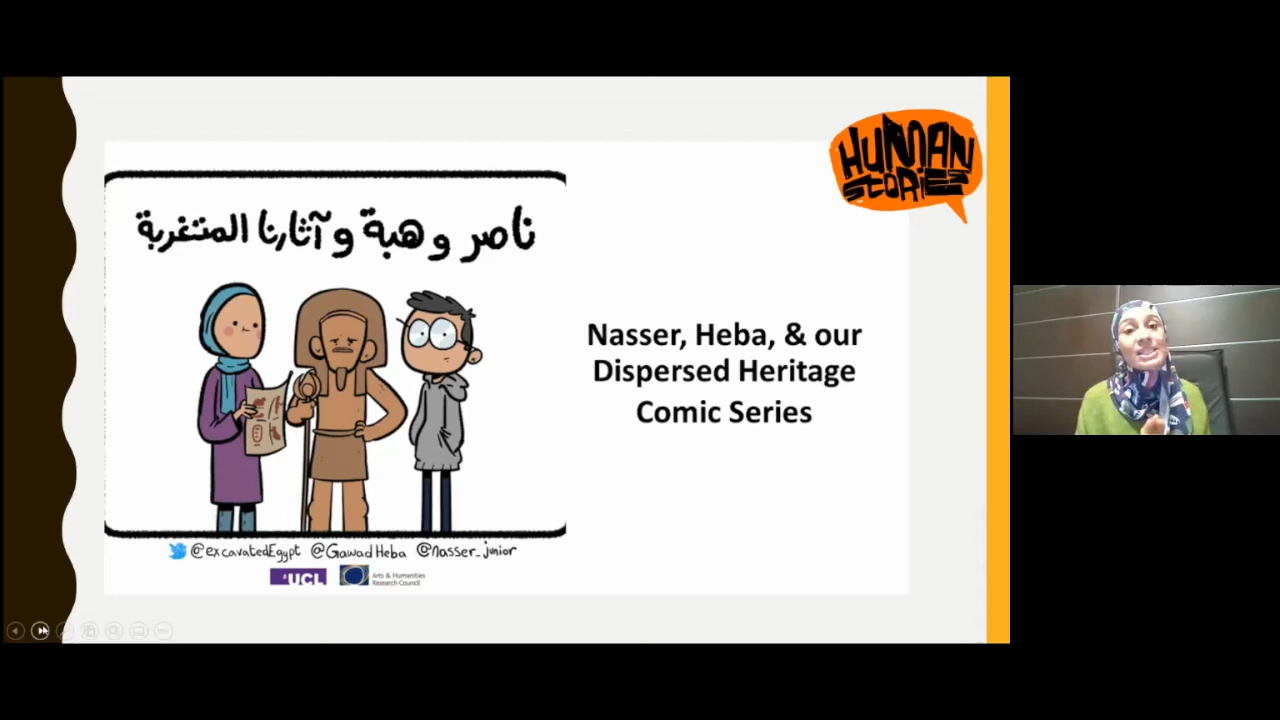 HUMAN
STORIES
ناصر وهبة وآثارنا المتغربة
Nasser, Heba, & our
Dispersed Heritage
Comic Series
@excavatedEgypt @GawadHeba @nasser_junior
UCL
Arts & Humanities
Research Council